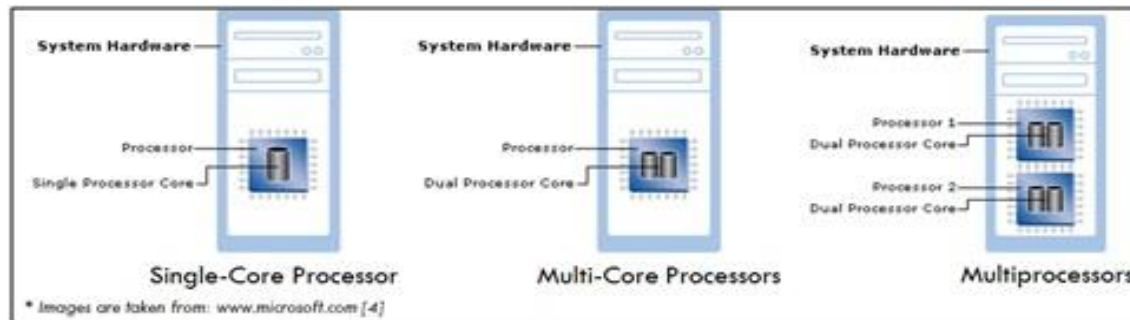 System Hardware
Processor
Single Processor Core
Single-Core Processor
System Hardware
Processor
Dual Processor Core
Multi-Core Processors
System Hardware
Processor 1
Dual Processor Core
Processor 2
Dual Processor Core
Multiprocessors
* Images are taken from: www.microsoft.com [4]